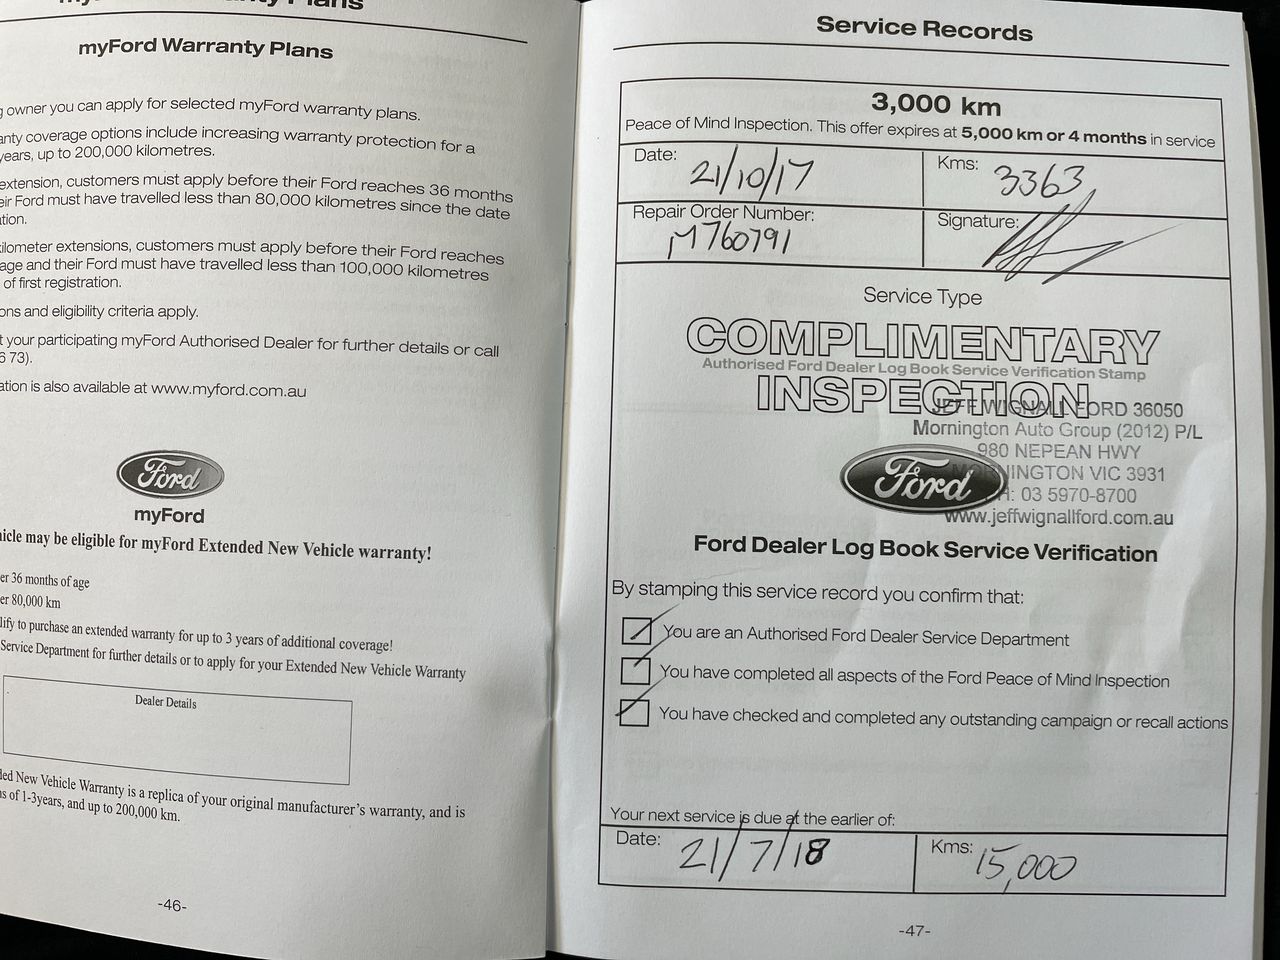 myFord Warranty Plans
owner you can apply for selected myFord warranty plans.
coverage options include increasing warranty protection for a
years, up to 200,000 kilometres.
extension, customers must apply before their Ford reaches 36 months
Ford must have travelled less than 80,000 kilometres since the date
extensions, customers must apply before their Ford reaches
age and their Ford must have travelled less than 100,000 kilometres
of first registration.
and eligibility criteria apply.
your participating myFord Authorised Dealer for further details or call
6 73).
is also available at www.myford.com.au
Ford
myFord
may be eligible for myFord Extended New Vehicle warranty!
36 months of age
80,000 km
to purchase an extended warranty for up to 3 years of additional coverage!
Service Department for further details or to apply for your Extended New Vehicle Warranty
Dealer Details
New Vehicle Warranty is a replica of your original manufacturer's warranty, and is
of 1-3years, and up to 200,000 km.
-46-
Service Records
3,000 km
Peace of Mind Inspection. This offer expires at 5,000 km or 4 months in service
Date: 21/10/17 Kms: 3363
Repair Order Number: M760791 Signature:
Service Type
COMPLIMENTARY
Authorised Ford Dealer Log Book Service Verification Stamp
INSPECTION
JEFF WIGNALL FORD 36050
Mornington Auto Group (2012) P/L
980 NEPEAN HWY
MORNINGTON VIC 3931
Ford
PH: 03 5970-8700
www.jeffwignallford.com.au
Ford Dealer Log Book Service Verification
By stamping this service record you confirm that:
You are an Authorised Ford Dealer Service Department
You have completed all aspects of the Ford Peace of Mind Inspection
You have checked and completed any outstanding campaign or recall actions
Your next service is due at the earlier of:
Date: 21/7/18 Kms: 15,000
-47-